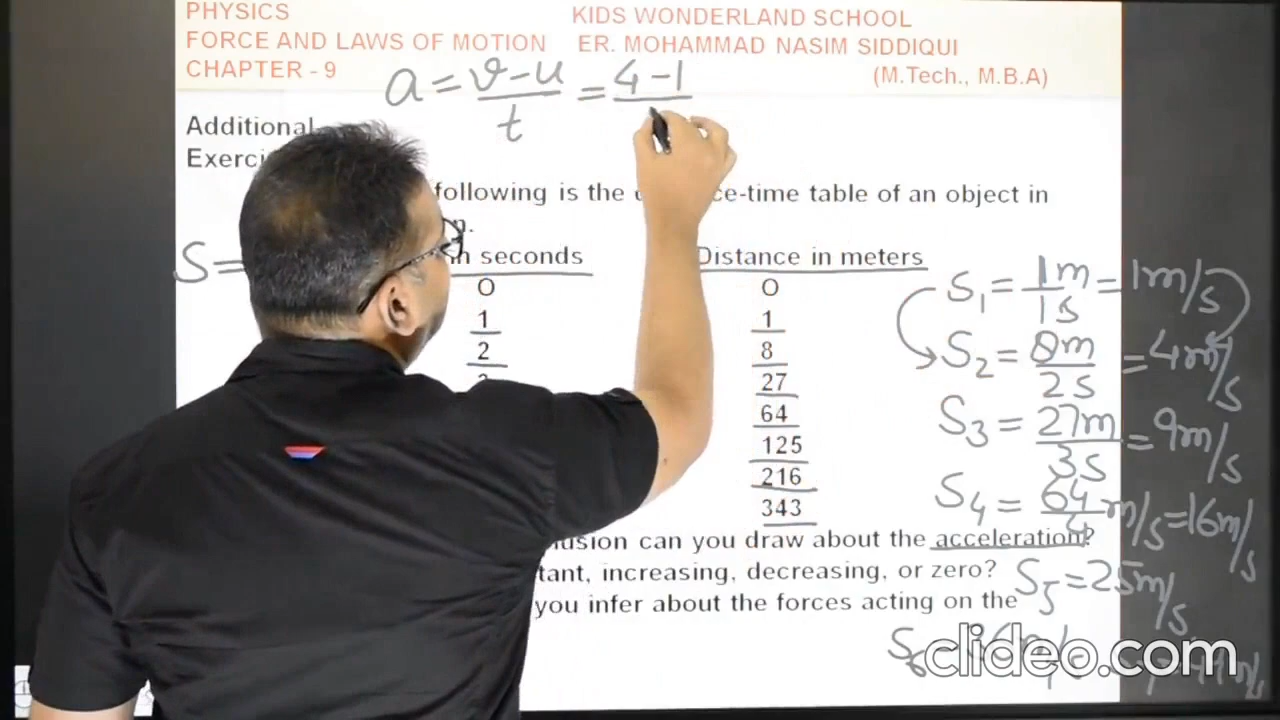 PHYSICS KIDS WONDERLAND SCHOOL
FORCE AND LAWS OF MOTION ER. MOHAMMAD NASIM SIDDIQUI
CHAPTER - 9 (M.Tech., M.B.A)
a = v-u/t = 4-1
Additional
Exerci
following is the ce-time table of an object in
n.
S= n seconds Distance in meters
0 0
1 1
2 8
27
64
125
216
343
S1 = 1m/1s = 1m/s
S2 = 8m/2s = 4m/s
S3 = 27m/3s = 9m/s
S4 = 64/4 m/s = 16m/s
S5 = 25m/s
lusion can you draw about the acceleration?
tant, increasing, decreasing, or zero?
you infer about the forces acting on the
S6
clideo.com